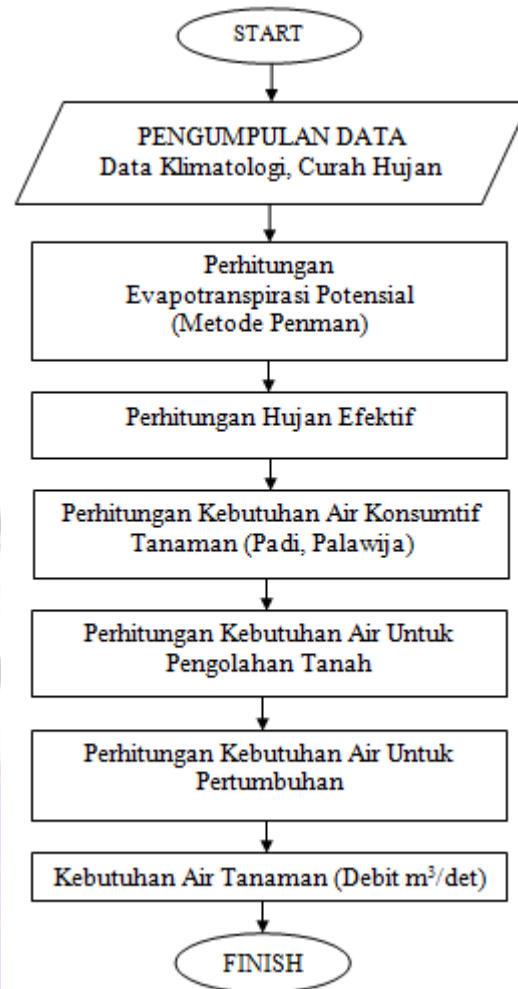 START
PENGUMPULAN DATA
Data Klimatologi, Curah Hujan
Perhitungan
Evapotranspirasi Potensial
(Metode Penman)
Perhitungan Hujan Efektif
Perhitungan Kebutuhan Air Konsumtif
Tanaman (Padi, Palawija)
Perhitungan Kebutuhan Air Untuk
Pengolahan Tanah
Perhitungan Kebutuhan Air Untuk
Pertumbuhan
Kebutuhan Air Tanaman (Debit m³/det)
FINISH